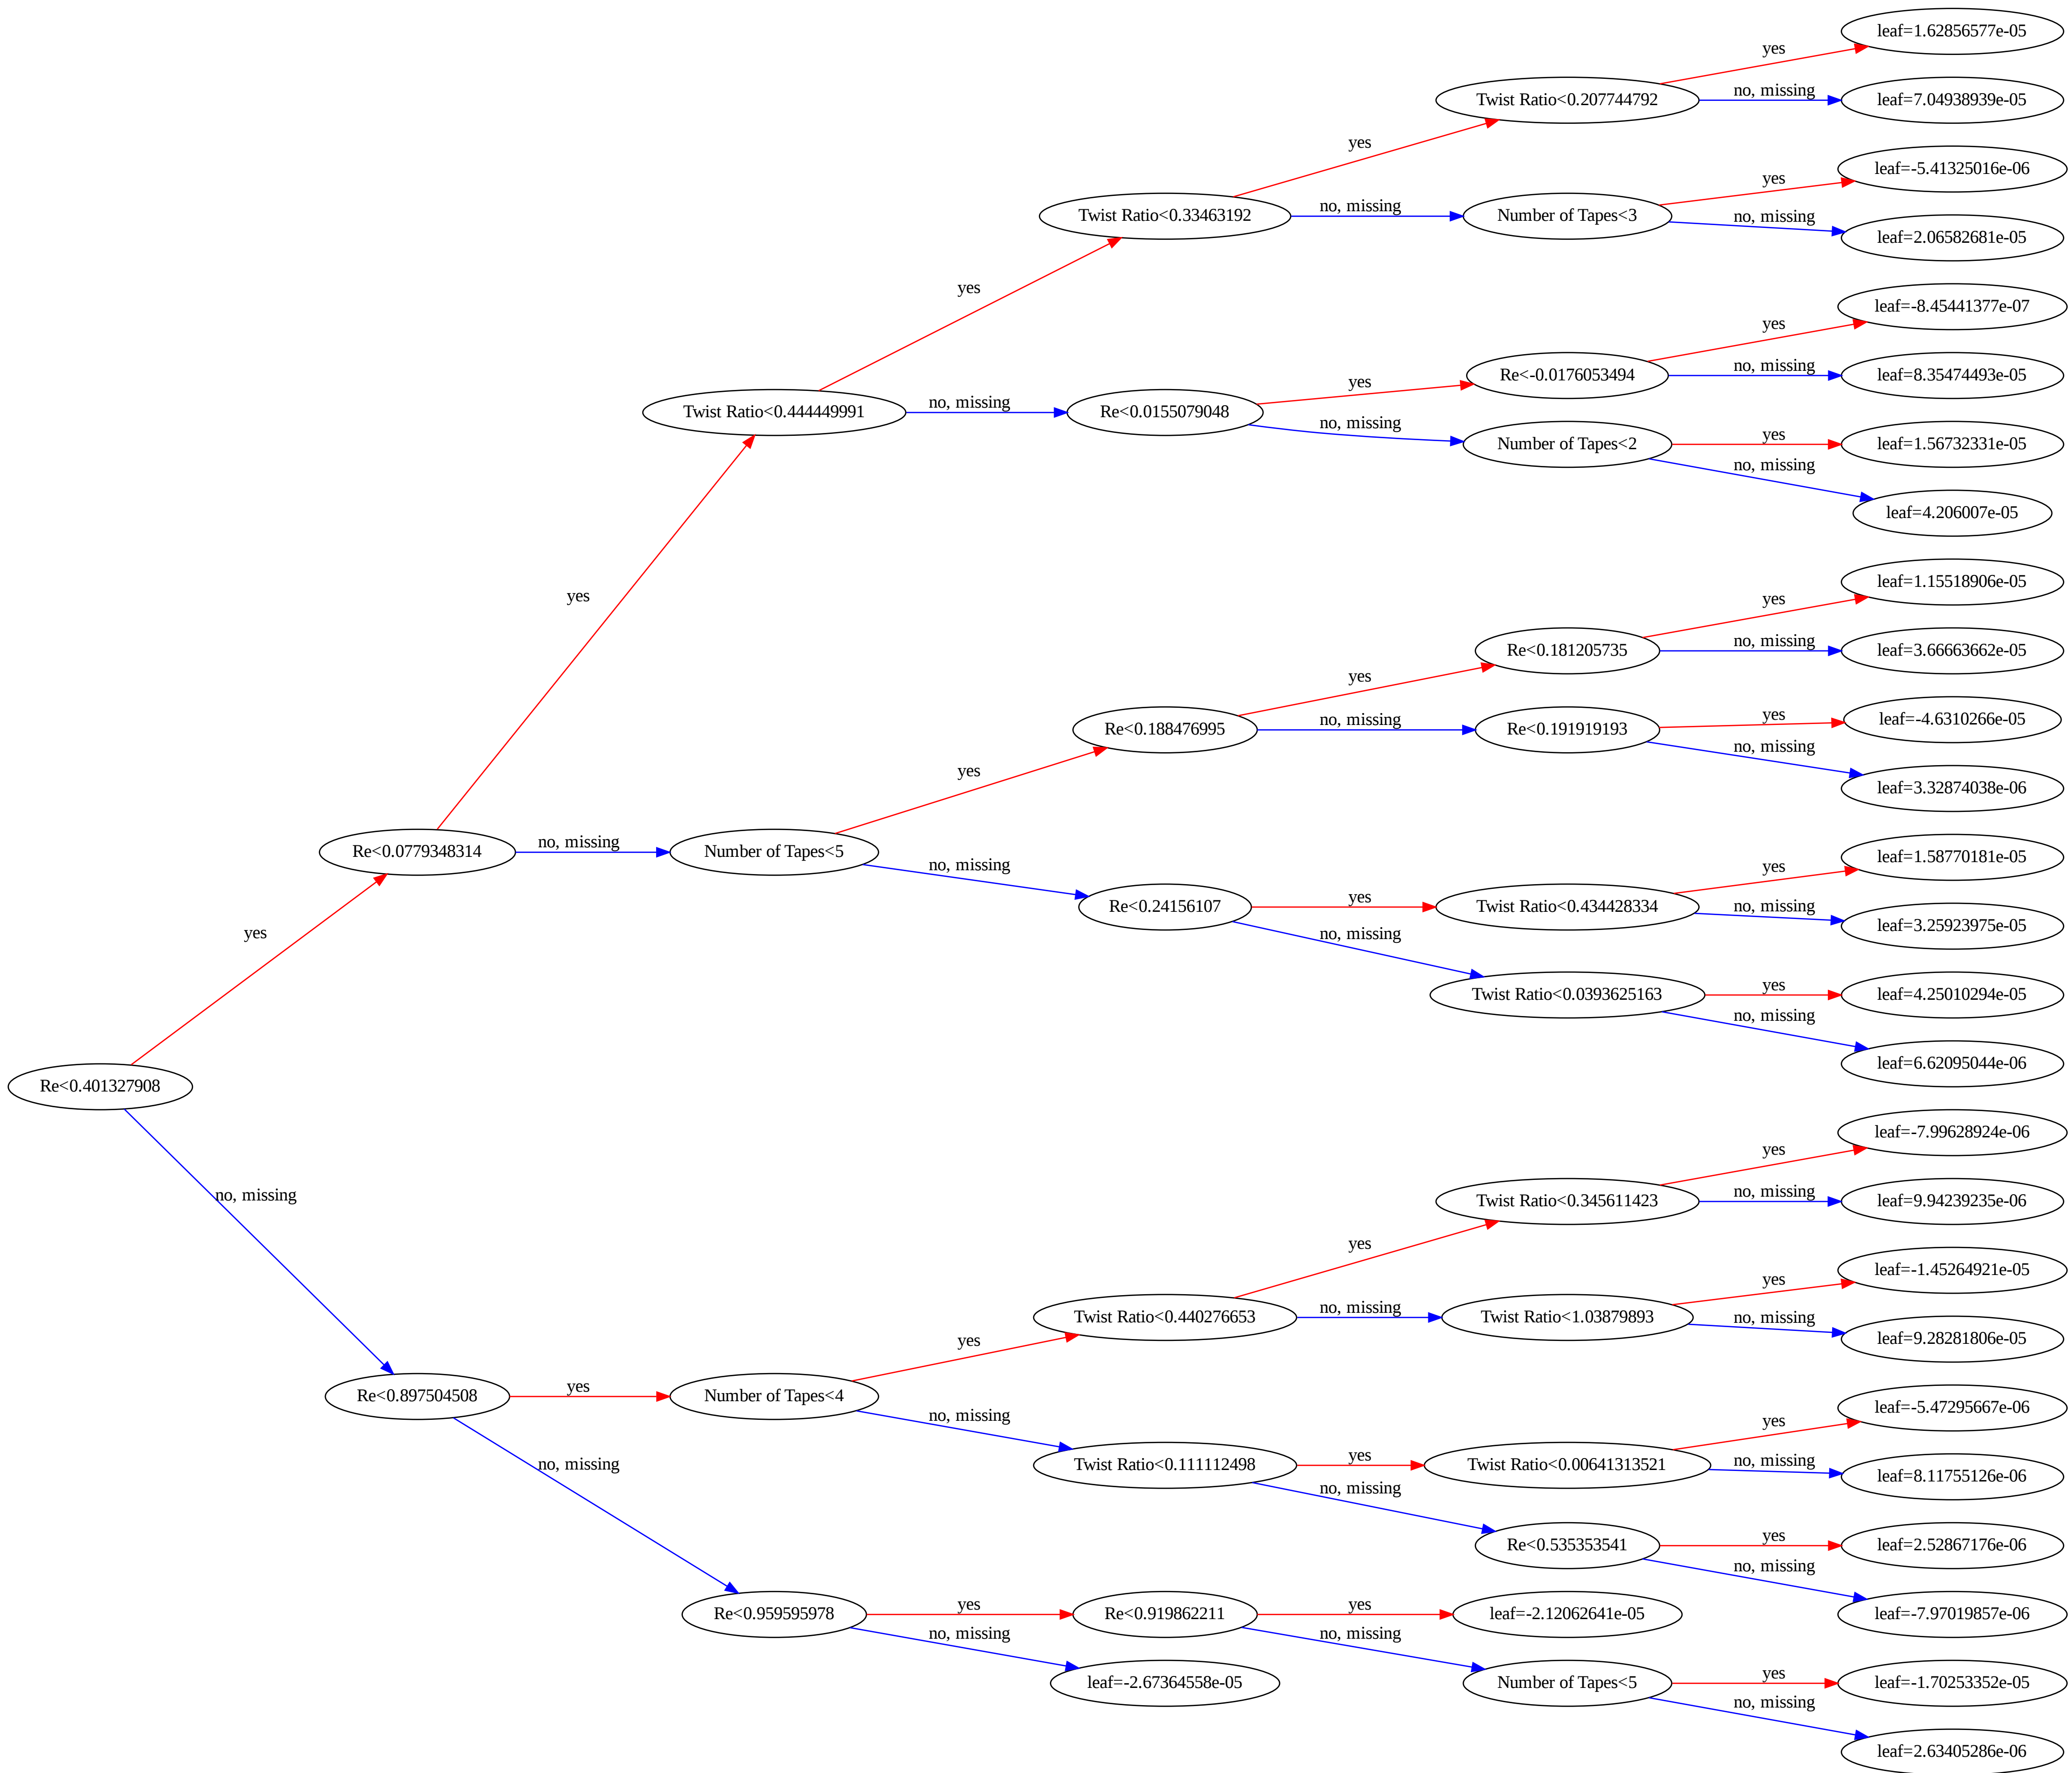 leaf=1.62856577e-05
yes
Twist Ratio<0.207744792
no, missing
leaf=7.04938939e-05
yes
leaf=-5.41325016e-06
yes
Twist Ratio<0.33463192
no, missing
Number of Tapes<3
no, missing
leaf=2.06582681e-05
yes
leaf=-8.45441377e-07
yes
Re<-0.0176053494
no, missing
leaf=8.35474493e-05
yes
Twist Ratio<0.444449991
no, missing
Re<0.0155079048
no, missing
Number of Tapes<2
yes
leaf=1.56732331e-05
no, missing
leaf=4.206007e-05
yes
leaf=1.15518906e-05
yes
Re<0.181205735
no, missing
leaf=3.66663662e-05
yes
Re<0.188476995
no, missing
Re<0.191919193
yes
leaf=-4.6310266e-05
no, missing
leaf=3.32874038e-06
yes
Re<0.0779348314
no, missing
Number of Tapes<5
no, missing
Re<0.24156107
yes
Twist Ratio<0.434428334
yes
leaf=1.58770181e-05
no, missing
leaf=3.25923975e-05
no, missing
Twist Ratio<0.0393625163
yes
leaf=4.25010294e-05
no, missing
leaf=6.62095044e-06
yes
Re<0.401327908
no, missing
leaf=-7.99628924e-06
yes
Twist Ratio<0.345611423
no, missing
leaf=9.94239235e-06
yes
leaf=-1.45264921e-05
yes
Twist Ratio<0.440276653
no, missing
Twist Ratio<1.03879893
no, missing
leaf=9.28281806e-05
yes
Re<0.897504508
yes
Number of Tapes<4
no, missing
Twist Ratio<0.111112498
yes
Twist Ratio<0.00641313521
yes
leaf=-5.47295667e-06
no, missing
leaf=8.11755126e-06
no, missing
Re<0.535353541
yes
leaf=2.52867176e-06
no, missing
leaf=-7.97019857e-06
no, missing
Re<0.959595978
yes
Re<0.919862211
yes
leaf=-2.12062641e-05
no, missing
leaf=-2.67364558e-05
no, missing
Number of Tapes<5
yes
leaf=-1.70253352e-05
no, missing
leaf=2.63405286e-06